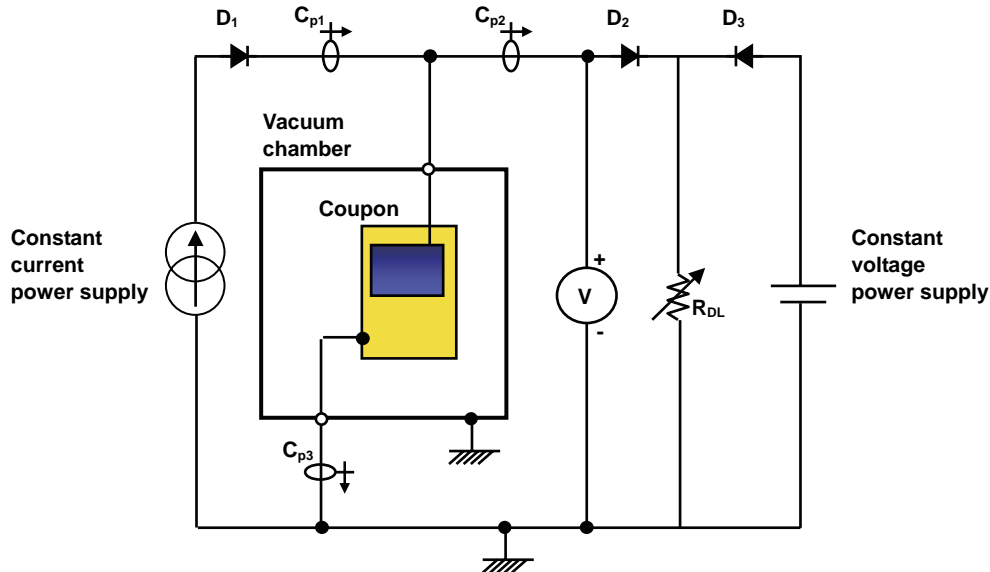 D1
Cp1
Cp2
D2
D3
Vacuum
chamber
Coupon
Constant
current
power supply
+
V
-
RDL
Constant
voltage
power supply
Cp3